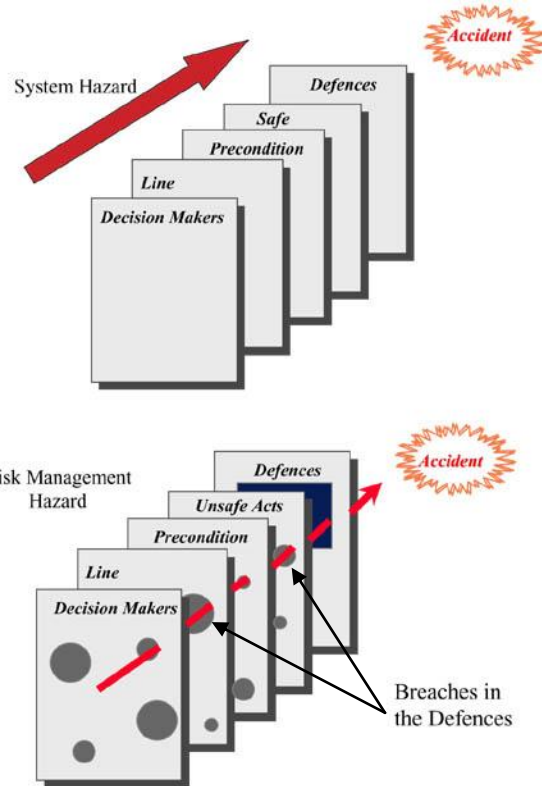 Accident
System Hazard
Defences
Safe
Precondition
Line
Decision Makers
isk Management
Hazard
Accident
Defences
Unsafe Acts
Precondition
Line
Decision Makers
Breaches in
the Defences